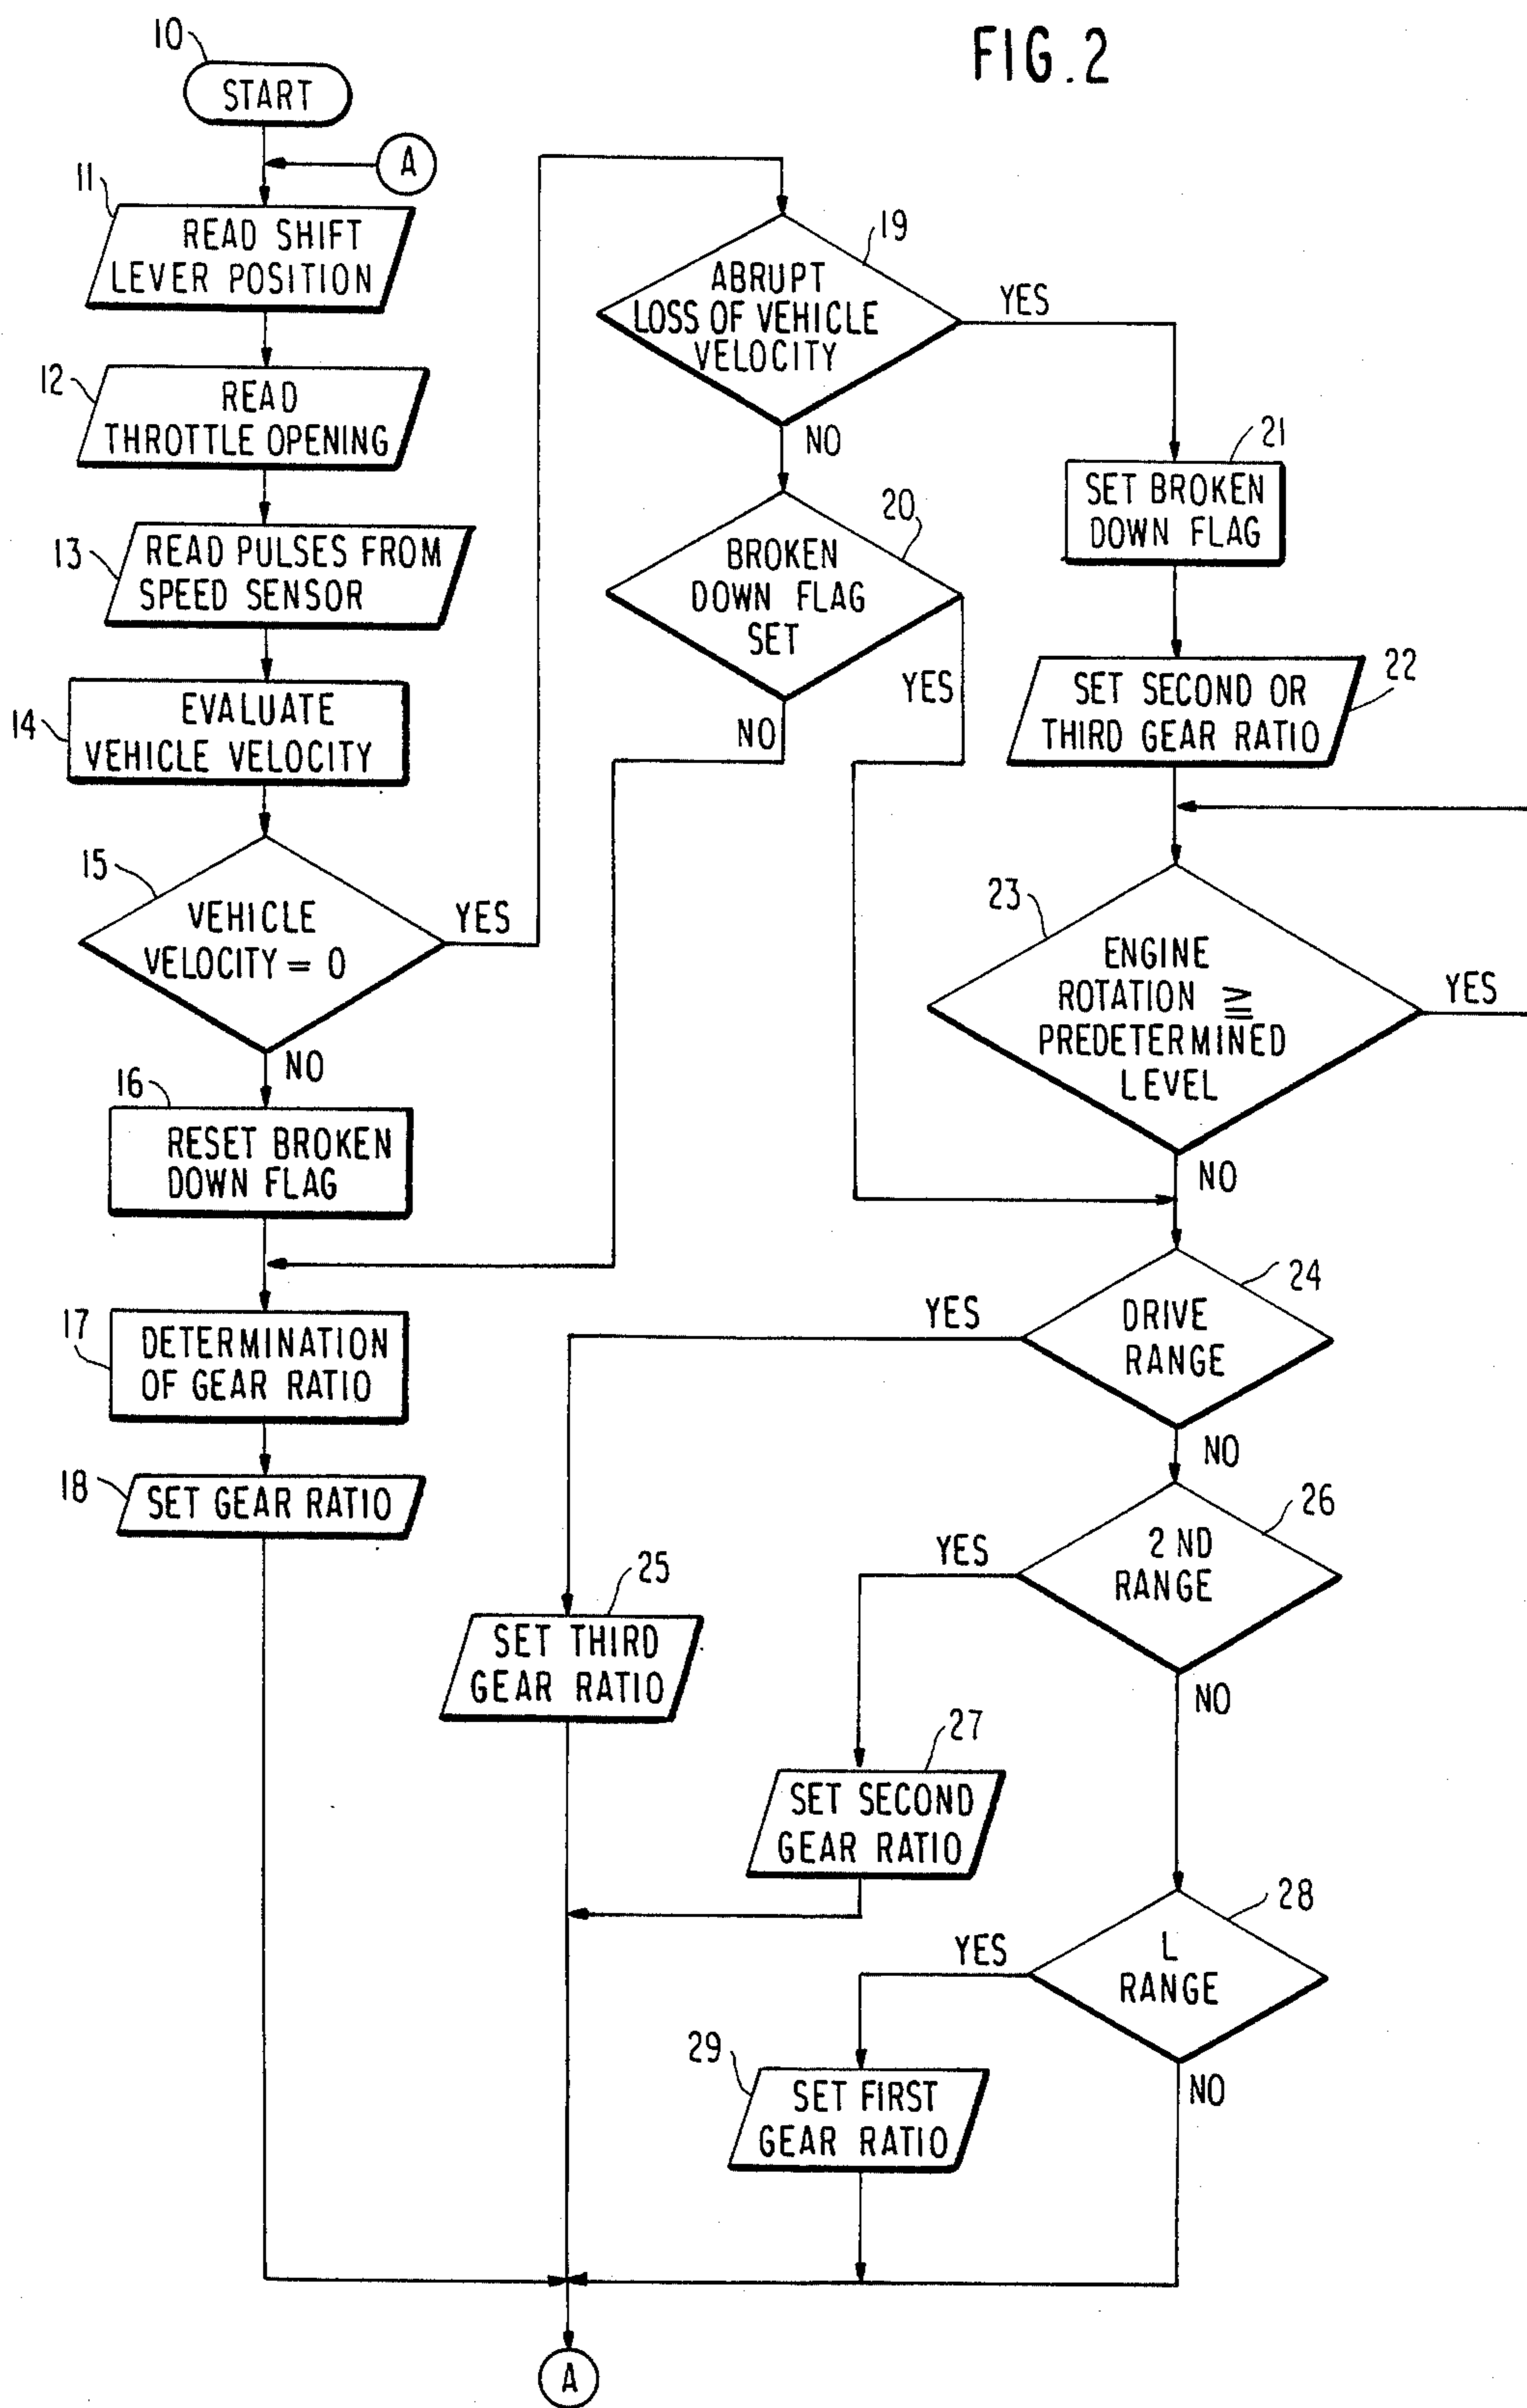 FIG.2
10
START
A
11
READ SHIFT
LEVER POSITION
12
READ
THROTTLE OPENING
13
READ PULSES FROM
SPEED SENSOR
14
EVALUATE
VEHICLE VELOCITY
15
VEHICLE
VELOCITY = 0
YES
NO
16
RESET BROKEN
DOWN FLAG
17
DETERMINATION
OF GEAR RATIO
18
SET GEAR RATIO
19
ABRUPT
LOSS OF VEHICLE
VELOCITY
YES
NO
20
BROKEN
DOWN FLAG
SET
YES
NO
21
SET BROKEN
DOWN FLAG
22
SET SECOND OR
THIRD GEAR RATIO
23
ENGINE
ROTATION ≧
PREDETERMINED
LEVEL
YES
NO
24
DRIVE
RANGE
YES
NO
25
SET THIRD
GEAR RATIO
26
2 ND
RANGE
YES
NO
27
SET SECOND
GEAR RATIO
28
L
RANGE
YES
NO
29
SET FIRST
GEAR RATIO
A